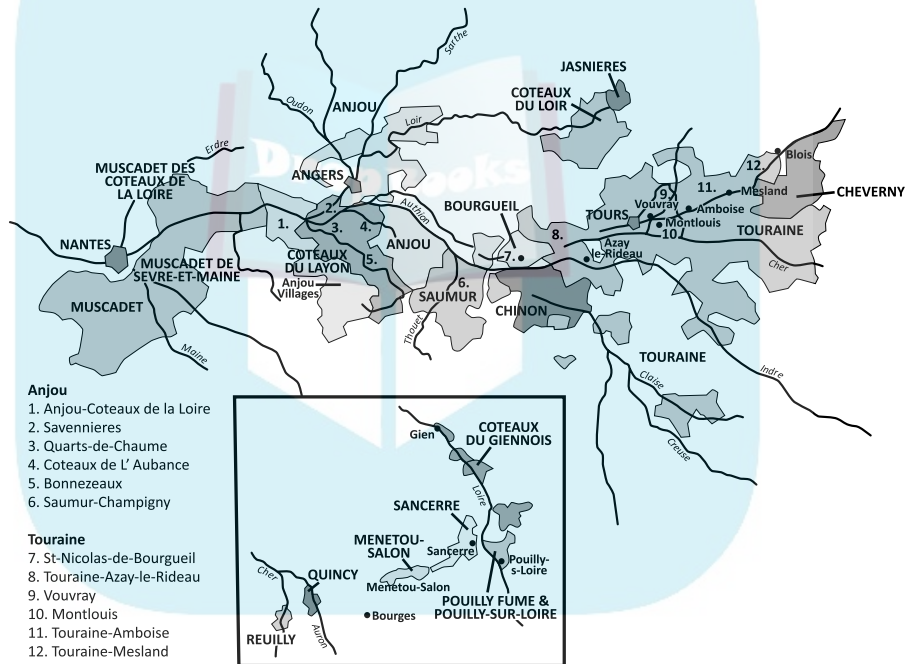 Sarthe
JASNIERES
Oudon
ANJOU
COTEAUX
DU LOIR
Loir
Erdre
Blois
12.
MUSCADET DES
COTEAUX DE
LA LOIRE
ANGERS
11.
Mesland
CHEVERNY
9.
Vouvray
Amboise
BOURGUEIL
Authion
2.
TOURS
Montlouis
1.
3.
4.
8.
10.
TOURAINE
NANTES
ANJOU
Azay
le-Rideau
MUSCADET DE
SEVRE-ET-MAINE
COTEAUX
DU LAYON
5.
7.
Cher
Anjou
Villages
6.
SAUMUR
MUSCADET
CHINON
Thouet
Maine
TOURAINE
Indre
Claise
Creuse
Anjou
1. Anjou-Coteaux de la Loire
2. Savennieres
3. Quarts-de-Chaume
4. Coteaux de L’ Aubance
5. Bonnezeaux
6. Saumur-Champigny
Touraine
7. St-Nicolas-de-Bourgueil
8. Touraine-Azay-le-Rideau
9. Vouvray
10. Montlouis
11. Touraine-Amboise
12. Touraine-Mesland
Gien
COTEAUX
DU GIENNOIS
Loire
SANCERRE
MENETOU-
SALON
Sancerre
Pouilly-
s-Loire
Menetou-Salon
Cher
QUINCY
POUILLY FUME &
POUILLY-SUR-LOIRE
Bourges
Auron
REUILLY